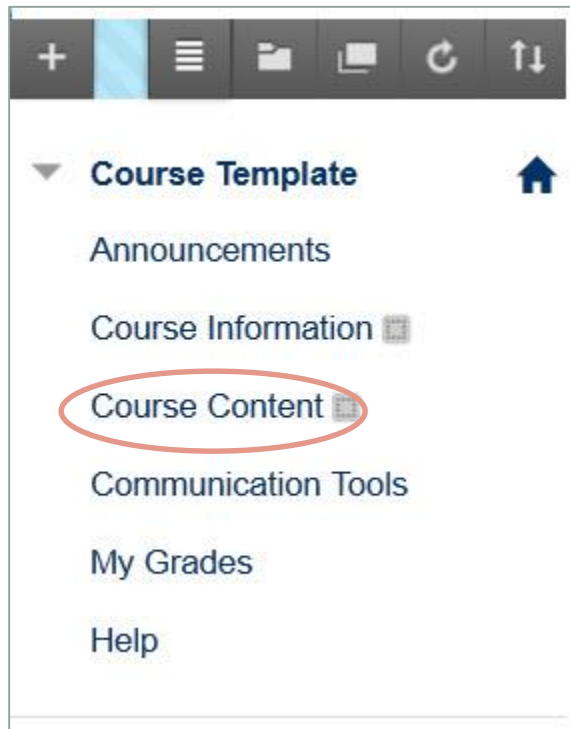 Course Template
Announcements
Course Information
Course Content
Communication Tools
My Grades
Help